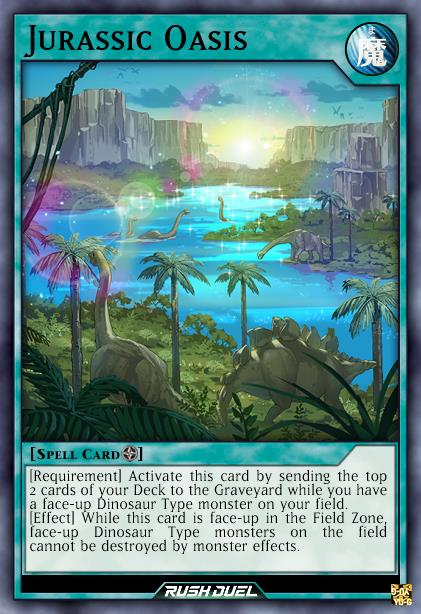 JURASSIC OASIS
ま
魔
[SPELL CARD]
[Requirement] Activate this card by sending the top
2 cards of your Deck to the Graveyard while you have
a face-up Dinosaur Type monster on your field.
[Effect] While this card is face-up in the Field Zone,
face-up Dinosaur Type monsters on the field
cannot be destroyed by monster effects.
RUSH DUEL